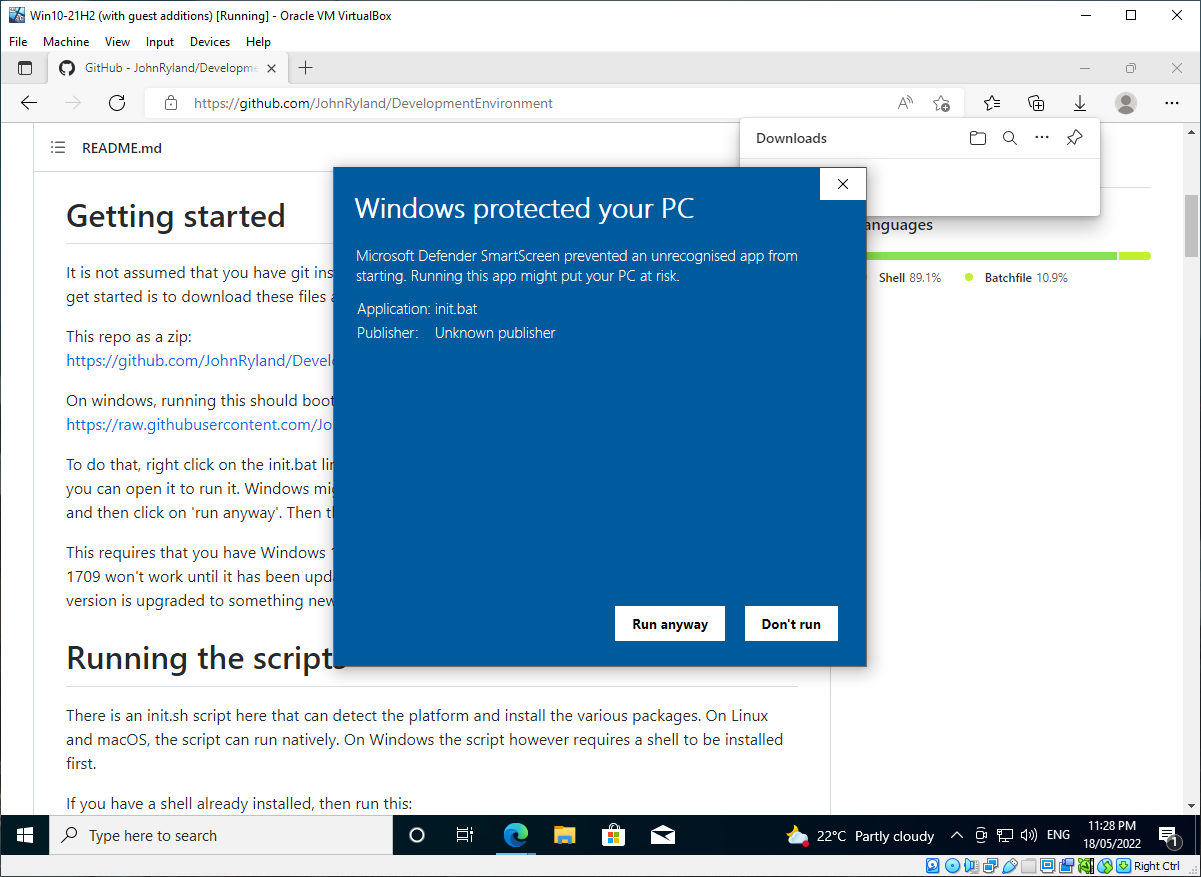 Win10-21H2 (with guest additions) [Running] - Oracle VM VirtualBox
File Machine View Input Devices Help
GitHub - JohnRyland/Developme
https://github.com/JohnRyland/DevelopmentEnvironment
README.md
Downloads
Getting started
It is not assumed that you have git ins
get started is to download these files a
This repo as a zip:
https://github.com/JohnRyland/Devel
On windows, running this should boot
https://raw.githubusercontent.com/Jo
To do that, right click on the init.bat lin
you can open it to run it. Windows mig
and then click on 'run anyway'. Then th
This requires that you have Windows 1
1709 won't work until it has been upda
version is upgraded to something new
Windows protected your PC
Microsoft Defender SmartScreen prevented an unrecognised app from
starting. Running this app might put your PC at risk.
Application: init.bat
Publisher: Unknown publisher
Run anyway Don't run
anguages
Shell 89.1% Batchfile 10.9%
Running the scripts
There is an init.sh script here that can detect the platform and install the various packages. On Linux
and macOS, the script can run natively. On Windows the script however requires a shell to be installed
first.
If you have a shell already installed, then run this:
Type here to search
22°C Partly cloudy
ENG
11:28 PM
18/05/2022
1
Right Ctrl